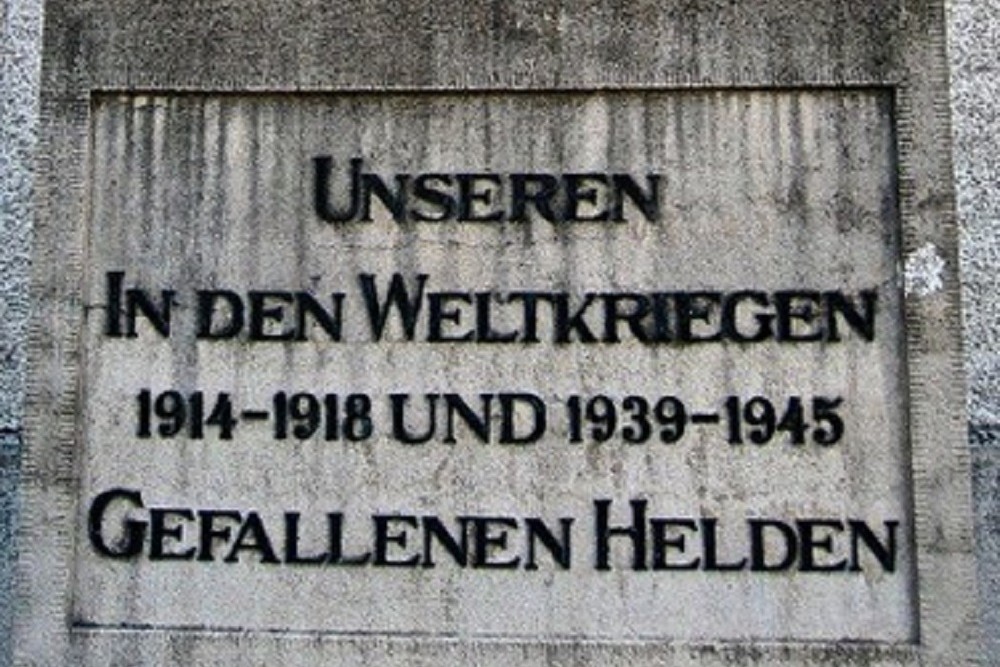 UNSEREN
IN DEN WELTKRIEGEN
1914-1918 UND 1939-1945
GEFALLENEN HELDEN